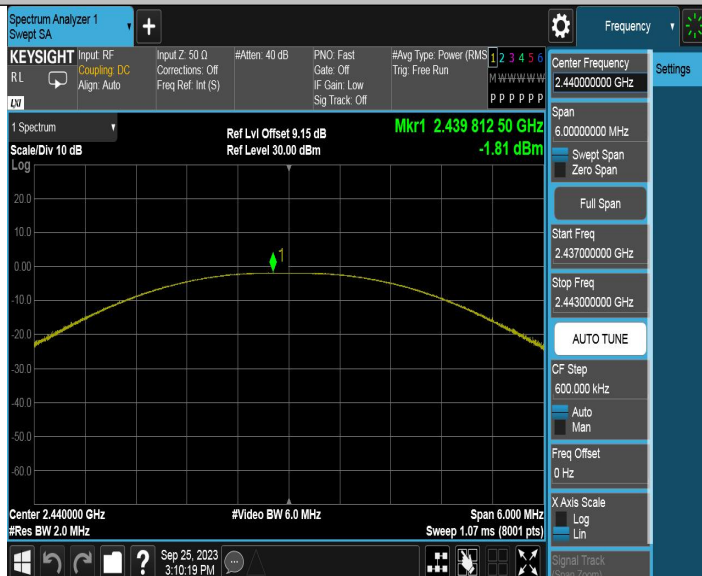 Spectrum Analyzer 1
Swept SA
Frequency
KEYSIGHT
RL
LXI
Input: RF
Coupling: DC
Align: Auto
Input Z: 50 Ω
Corrections: Off
Freq Ref: Int (S)
#Atten: 40 dB
PNO: Fast
Gate: Off
IF Gain: Low
Sig Track: Off
#Avg Type: Power (RMS
Trig: Free Run
1 2 3 4 5 6
M W W W W W
P P P P P P
Center Frequency
2.440000000 GHz
Settings
Span
6.00000000 MHz
Swept Span
Zero Span
Full Span
Start Freq
2.437000000 GHz
Stop Freq
2.443000000 GHz
AUTO TUNE
CF Step
600.000 kHz
Auto
Man
Freq Offset
0 Hz
X Axis Scale
Log
Lin
Signal Track
(Span Zoom)
1 Spectrum
Scale/Div 10 dB
Log
Ref Lvl Offset 9.15 dB
Ref Level 30.00 dBm
Mkr1 2.439 812 50 GHz
-1.81 dBm
20.0
10.0
0.00
-10.0
-20.0
-30.0
-40.0
-50.0
-60.0
1
Center 2.440000 GHz
#Res BW 2.0 MHz
#Video BW 6.0 MHz
Span 6.000 MHz
Sweep 1.07 ms (8001 pts)
?
Sep 25, 2023
3:10:19 PM